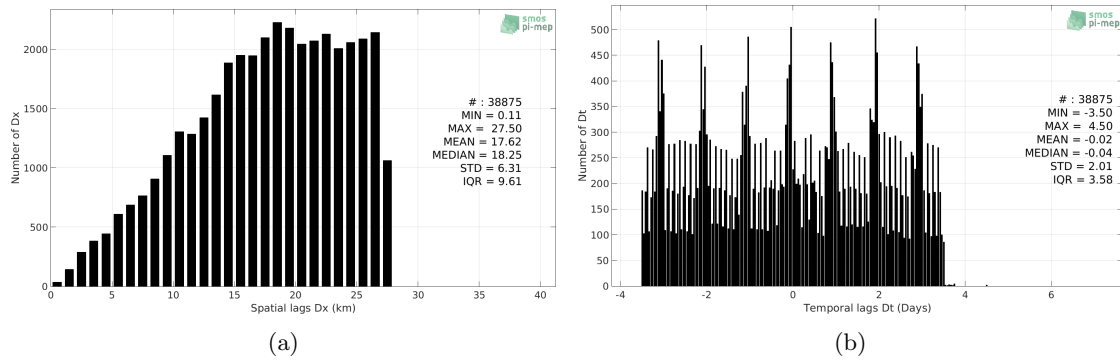 smos
pi-mep
2000
1500
1000
500
0
Number of Dx
# : 38875
MIN = 0.11
MAX = 27.50
MEAN = 17.62
MEDIAN = 18.25
STD = 6.31
IQR = 9.61
0 5 10 15 20 25 30 35 40
Spatial lags Dx (km)
(a)
smos
pi-mep
500
450
400
350
300
250
200
150
100
50
0
Number of Dt
# : 38875
MIN = -3.50
MAX = 4.50
MEAN = -0.02
MEDIAN = -0.04
STD = 2.01
IQR = 3.58
-4 -2 0 2 4 6
Temporal lags Dt (Days)
(b)